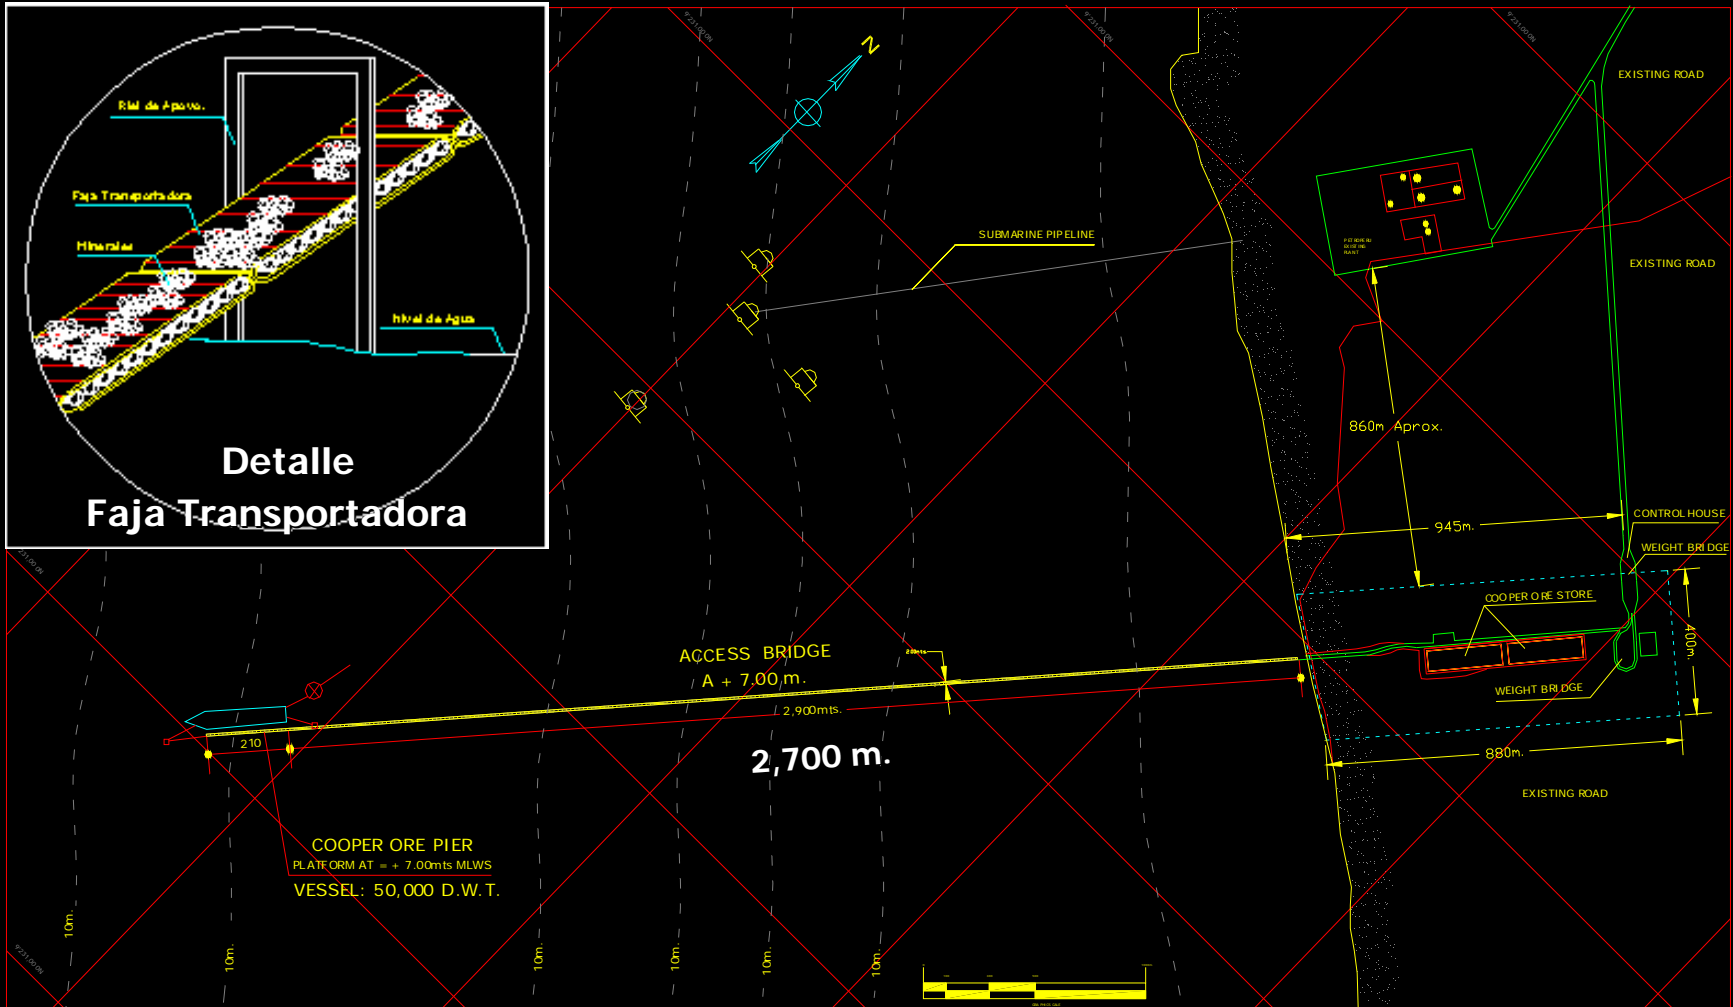 Riel de Apoyo.
Faja Transportadora
Minerales
Nivel de Agua
Detalle
Faja Transportadora
N
SUBMARINE PIPELINE
EXISTING ROAD
PETROPERU
EXISTING
PLANT
EXISTING ROAD
860m Aprox.
945m.
CONTROL HOUSE
WEIGHT BRIDGE
COOPER ORE STORE
400m.
WEIGHT BRIDGE
880m.
EXISTING ROAD
ACCESS BRIDGE
A + 7.00 m.
2,900mts.
2,700 m.
210
COOPER ORE PIER
PLATFORM AT = + 7.00mts MLWS
VESSEL: 50,000 D.W.T.
10m.
10m.
10m.
10m.
10m.
10m.